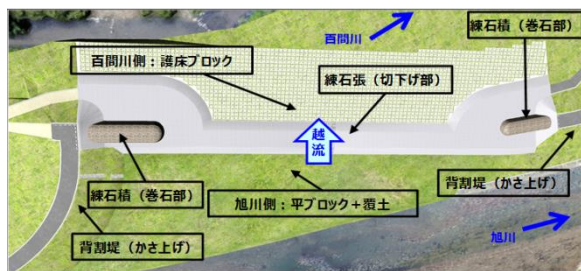 百間川
練石積（巻石部）
百間川側：護床ブロック
練石張（切下げ部）
越流
練石積（巻石部）
旭川側：平ブロック＋覆土
背割堤（かさ上げ）
背割堤（かさ上げ）
旭川